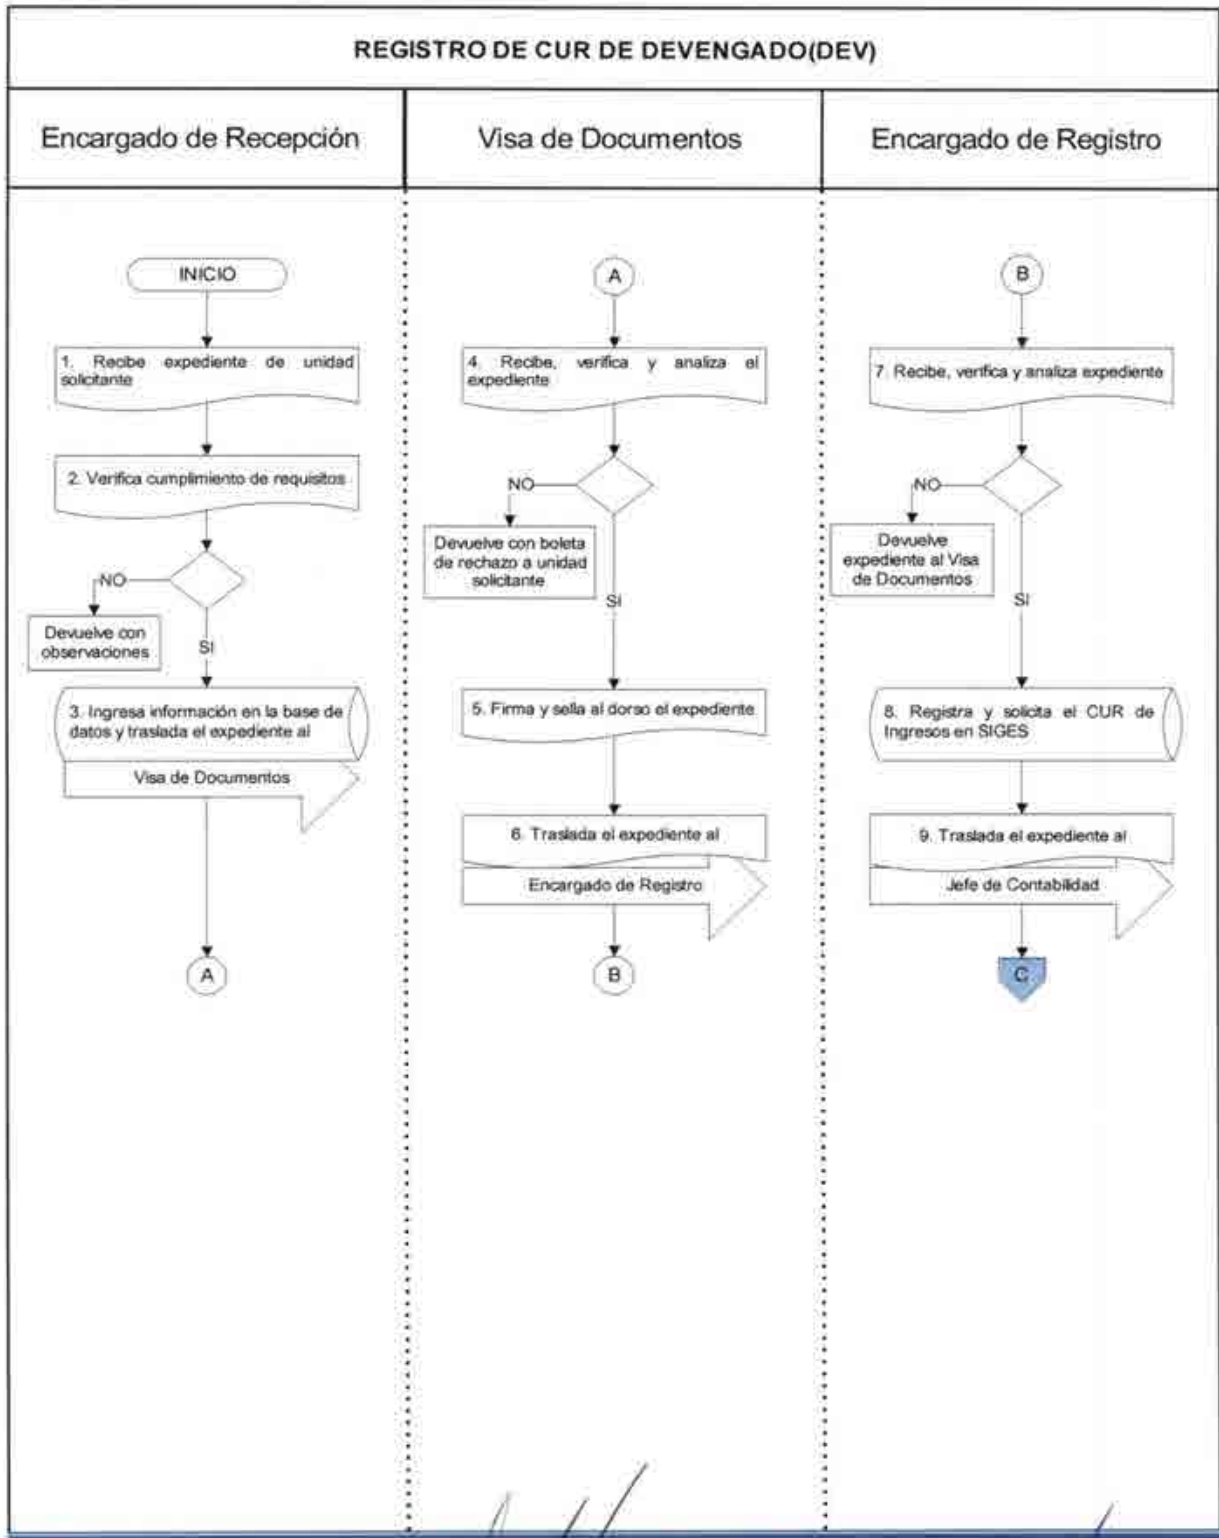 REGISTRO DE CUR DE DEVENGADO(DEV)
Encargado de Recepción
Visa de Documentos
Encargado de Registro
INICIO
1. Recibe expediente de unidad
solicitante
2. Verifica cumplimiento de requisitos
NO
Devuelve con
observaciones
SI
3. Ingresa información en la base de
datos y traslada el expediente al
Visa de Documentos
A
A
4. Recibe, verifica y analiza el
expediente
NO
Devuelve con boleta
de rechazo a unidad
solicitante
SI
5. Firma y sella al dorso el expediente
6. Traslada el expediente al
Encargado de Registro
B
B
7. Recibe, verifica y analiza expediente
NO
Devuelve
expediente al Visa
de Documentos
SI
8. Registra y solicita el CUR de
Ingresos en SIGES
9. Traslada el expediente al
Jefe de Contabilidad
C